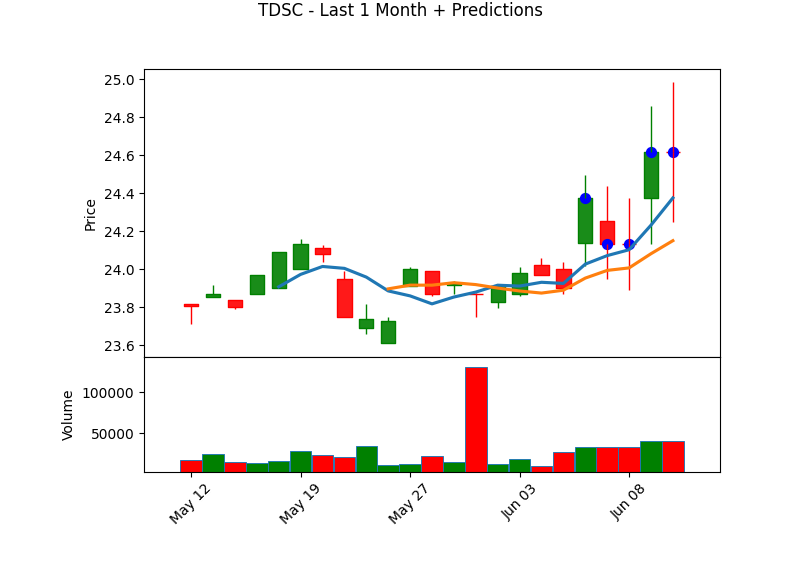 TDSC - Last 1 Month + Predictions
25.0
24.8
24.6
24.4
24.2
24.0
23.8
23.6
Price
100000
50000
Volume
May 12
May 19
May 27
Jun 03
Jun 08